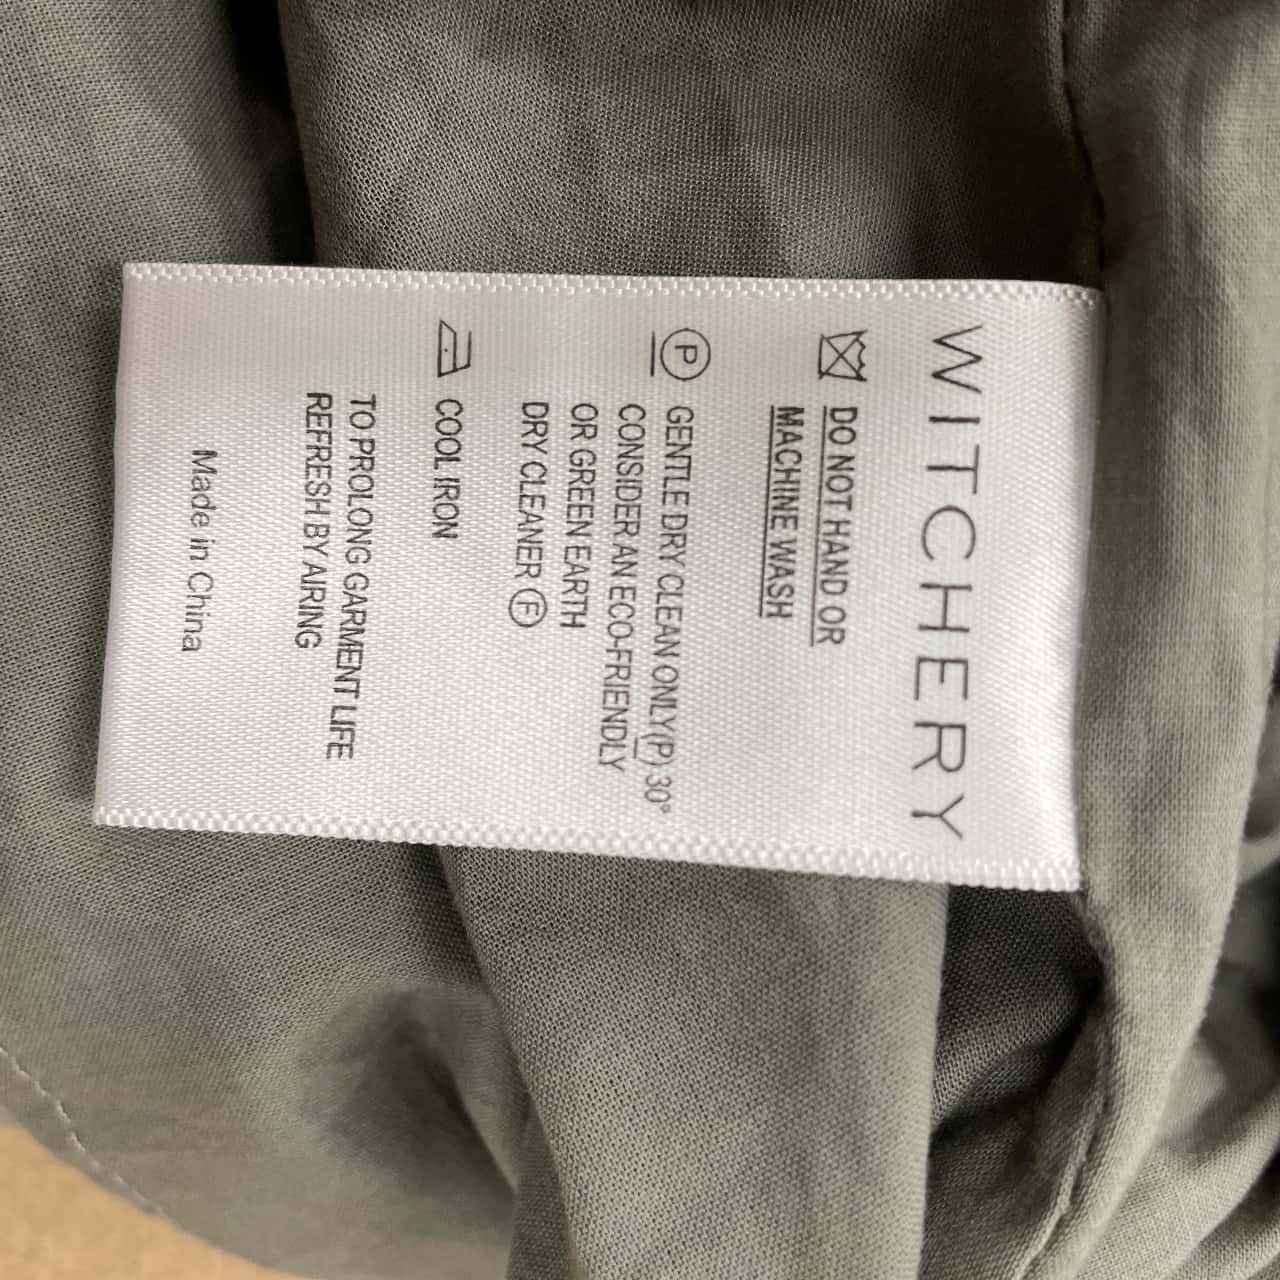 WITCHERY
DO NOT HAND OR
MACHINE WASH
P GENTLE DRY CLEAN ONLY (P) 30°
CONSIDER AN ECO-FRIENDLY
OR GREEN EARTH
DRY CLEANER Ⓕ
COOL IRON
TO PROLONG GARMENT LIFE
REFRESH BY AIRING
Made in China